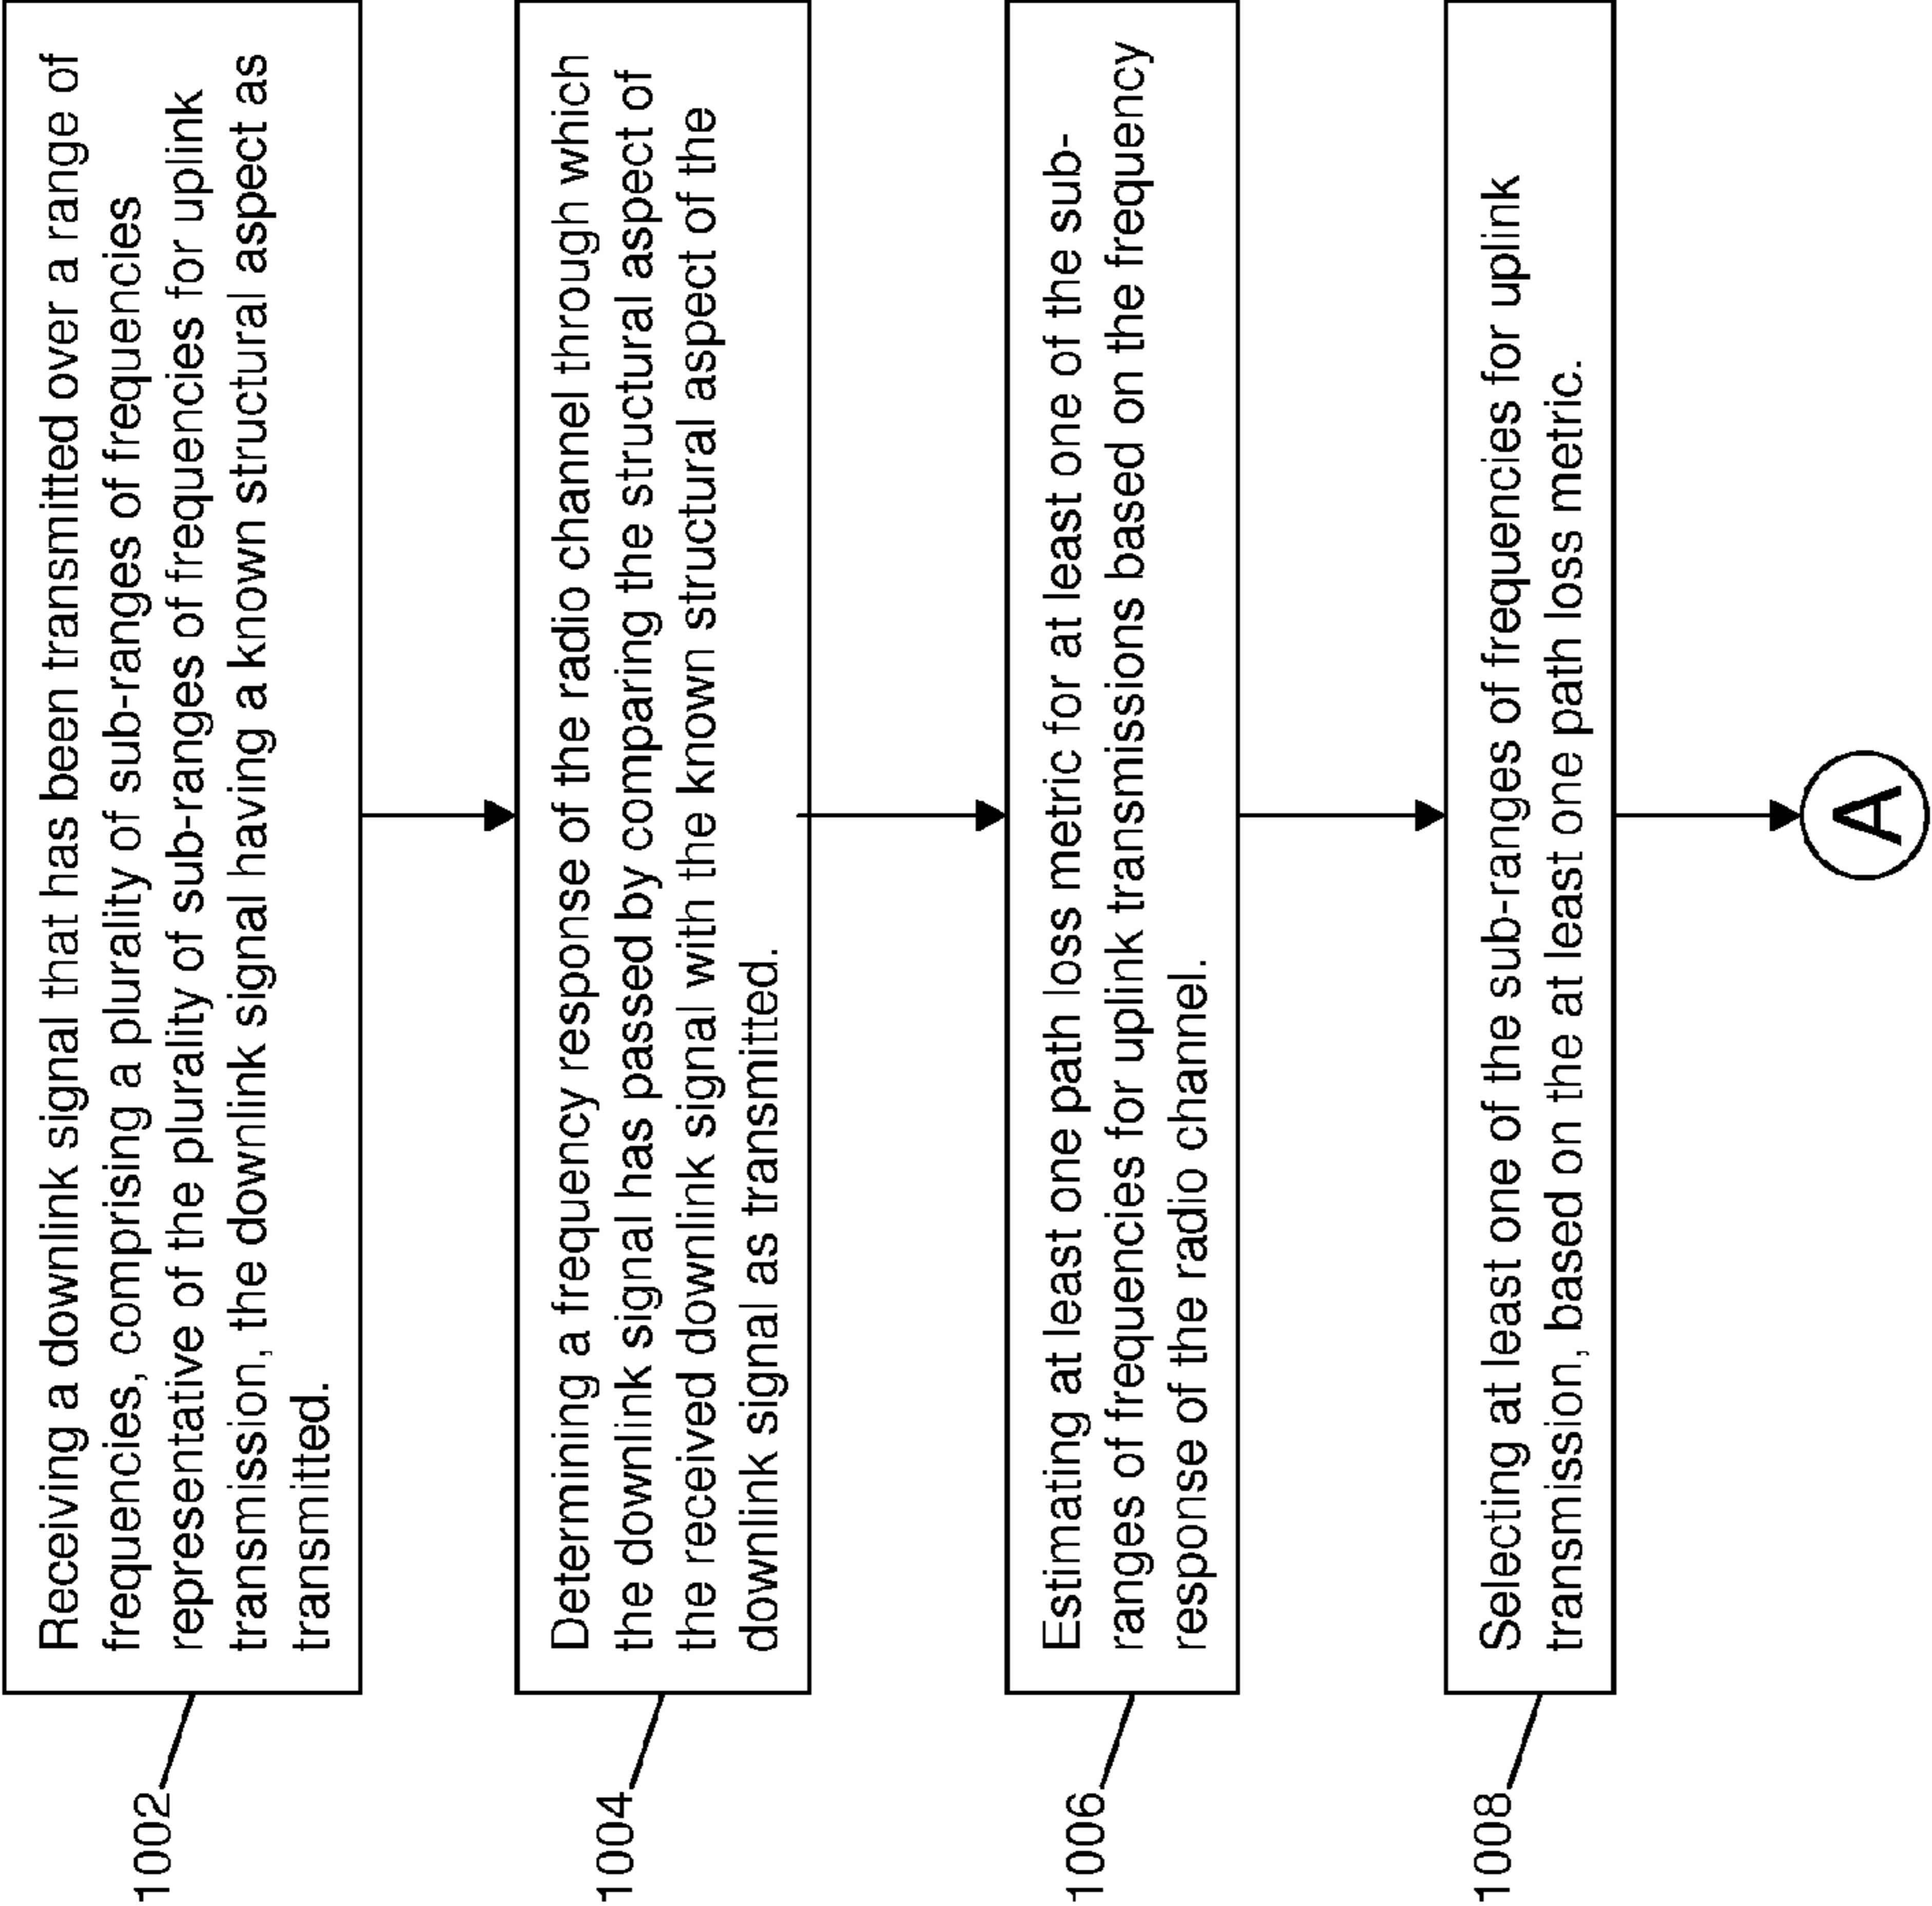 1002
Receiving a downlink signal that has been transmitted over a range of
frequencies, comprising a plurality of sub-ranges of frequencies
representative of the plurality of sub-ranges of frequencies for uplink
transmission, the downlink signal having a known structural aspect as
transmitted.
1004
Determining a frequency response of the radio channel through which
the downlink signal has passed by comparing the structural aspect of
the received downlink signal with the known structural aspect of the
downlink signal as transmitted.
1006
Estimating at least one path loss metric for at least one of the sub-
ranges of frequencies for uplink transmissions based on the frequency
response of the radio channel.
1008
Selecting at least one of the sub-ranges of frequencies for uplink
transmission, based on the at least one path loss metric.
A